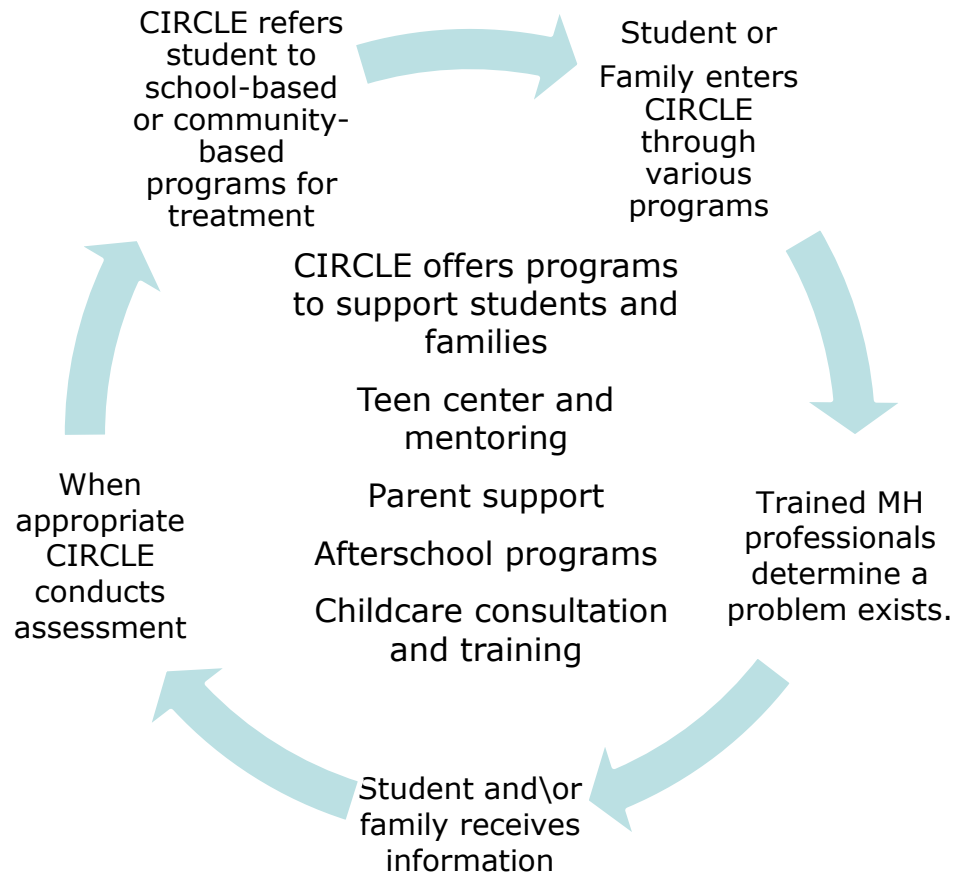 CIRCLE refers
student to
school-based
or community-
based
programs for
treatment
Student or
Family enters
CIRCLE
through
various
programs
CIRCLE offers programs
to support students and
families
Teen center and
mentoring
Parent support
Afterschool programs
Childcare consultation
and training
Trained MH
professionals
determine a
problem exists.
Student and\or
family receives
information
When
appropriate
CIRCLE
conducts
assessment